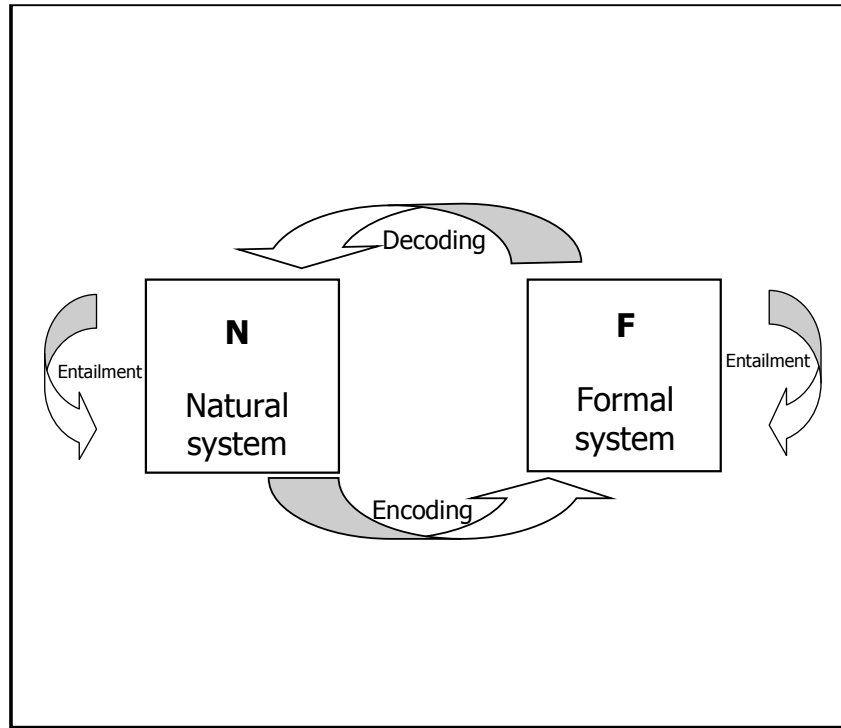 Decoding
N
Natural
system
Entailment
F
Formal
system
Entailment
Encoding